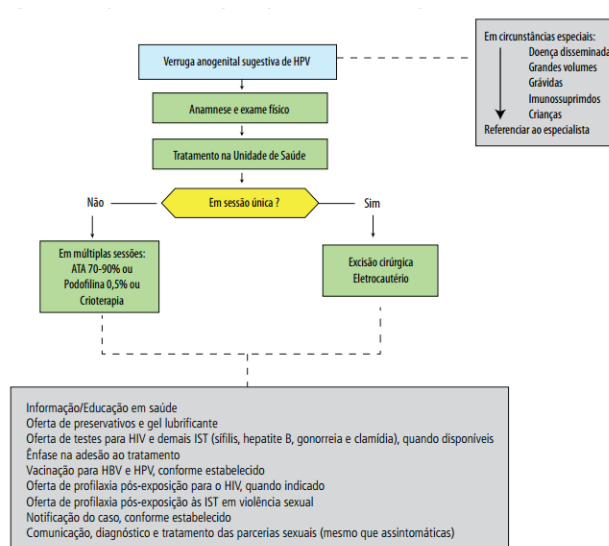 Verruga anogenital sugestiva de HPV
Em circunstâncias especiais:
Doença disseminada
Grandes volumes
Grávidas
Imunossuprimdos
Crianças
Referenciar ao especialista
Anamnese e exame físico
Tratamento na Unidade de Saúde
Em sessão única ?
Não
Sim
Em múltiplas sessões:
ATA 70-90% ou
Podofilina 0,5% ou
Crioterapia
Excisão cirúrgica
Eletrocautério
Informação/Educação em saúde
Oferta de preservativos e gel lubrificante
Oferta de testes para HIV e demais IST (sífilis, hepatite B, gonorreia e clamídia), quando disponíveis
Ênfase na adesão ao tratamento
Vacinação para HBV e HPV, conforme estabelecido
Oferta de profilaxia pós-exposição para o HIV, quando indicado
Oferta de profilaxia pós-exposição às IST em violência sexual
Notificação do caso, conforme estabelecido
Comunicação, diagnóstico e tratamento das parcerias sexuais (mesmo que assintomáticas)